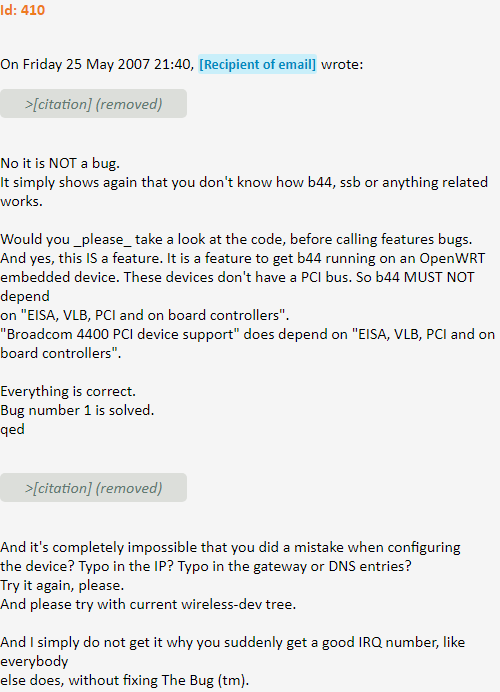 Id: 410
On Friday 25 May 2007 21:40, [Recipient of email] wrote:
>[citation] (removed)
No it is NOT a bug.
It simply shows again that you don't know how b44, ssb or anything related
works.
Would you _please_ take a look at the code, before calling features bugs.
And yes, this IS a feature. It is a feature to get b44 running on an OpenWRT
embedded device. These devices don't have a PCI bus. So b44 MUST NOT
depend
on "EISA, VLB, PCI and on board controllers".
"Broadcom 4400 PCI device support" does depend on "EISA, VLB, PCI and on
board controllers".
Everything is correct.
Bug number 1 is solved.
qed
>[citation] (removed)
And it's completely impossible that you did a mistake when configuring
the device? Typo in the IP? Typo in the gateway or DNS entries?
Try it again, please.
And please try with current wireless-dev tree.
And I simply do not get it why you suddenly get a good IRQ number, like
everybody
else does, without fixing The Bug (tm).